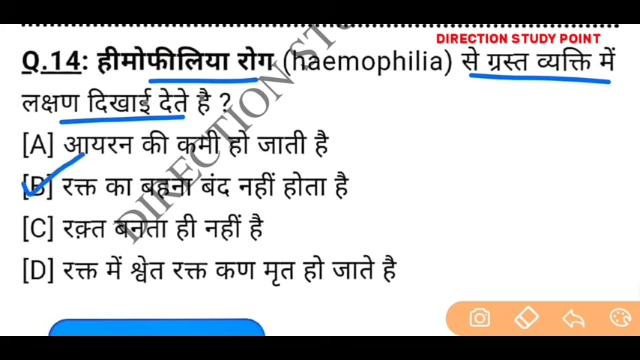 DIRECTION STUDY POINT
Q.14: हीमोफीलिया रोग (haemophilia) से ग्रस्त व्यक्ति में
लक्षण दिखाई देते है ?
[A] आयरन की कमी हो जाती है
[B] रक्त का बहना बंद नहीं होता है
[C] रक़्त बनता ही नहीं है
[D] रक्त में श्वेत रक्त कण मृत हो जाते है